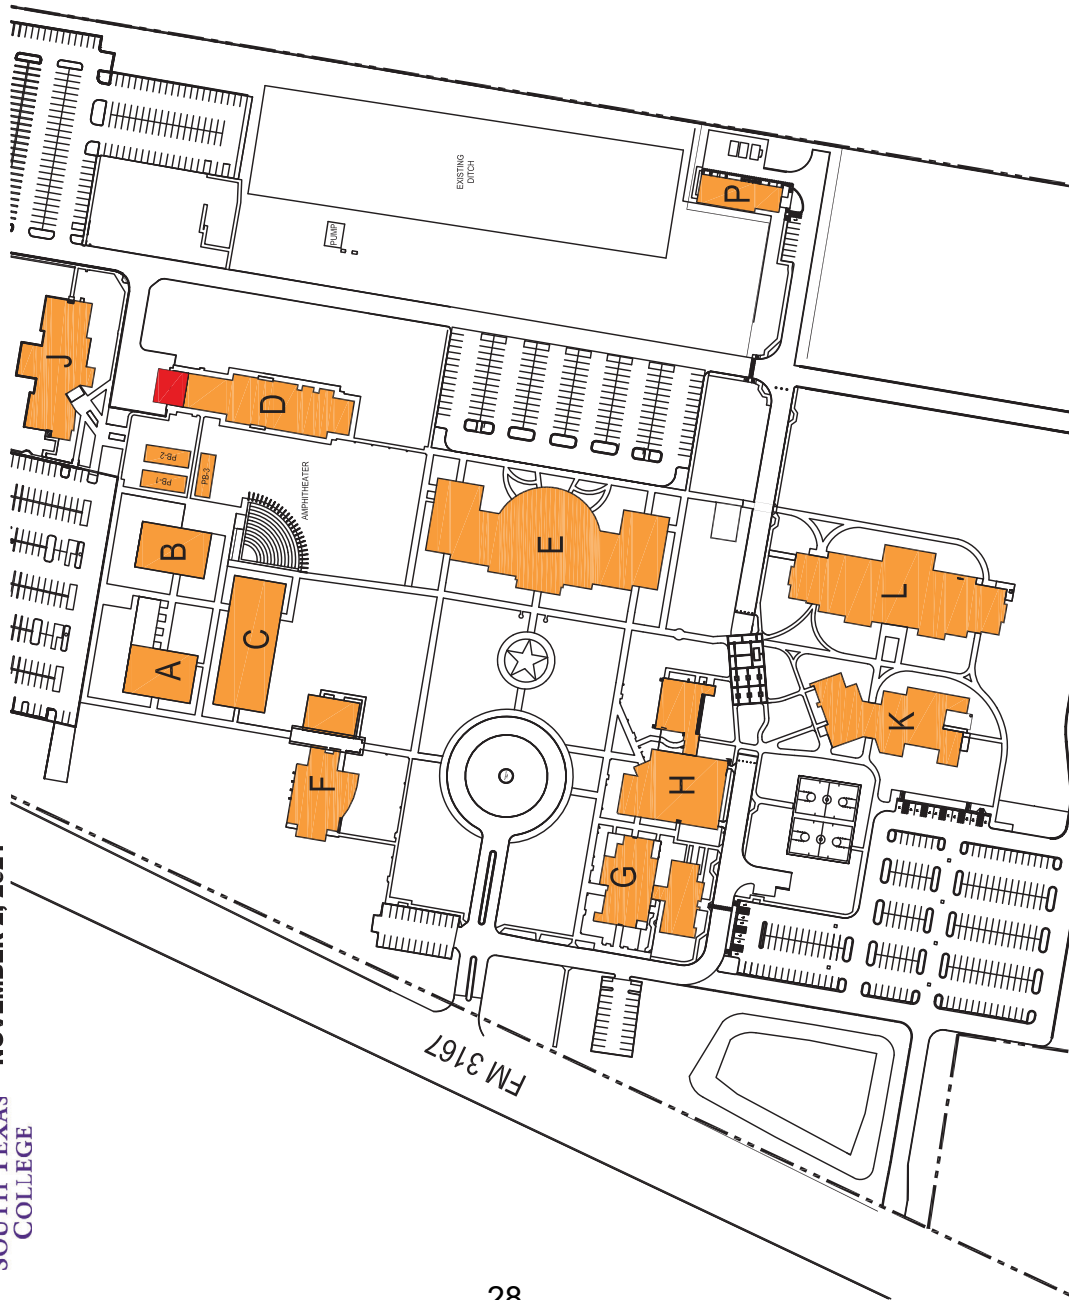 EXISTING
DITCH
PUMP
P
J
D
PB-2
PB-1
PB-3
AMPHITHEATER
B
E
C
A
L
F
H
K
G
FM 3167
SOUTH TEXAS
COLLEGE
28